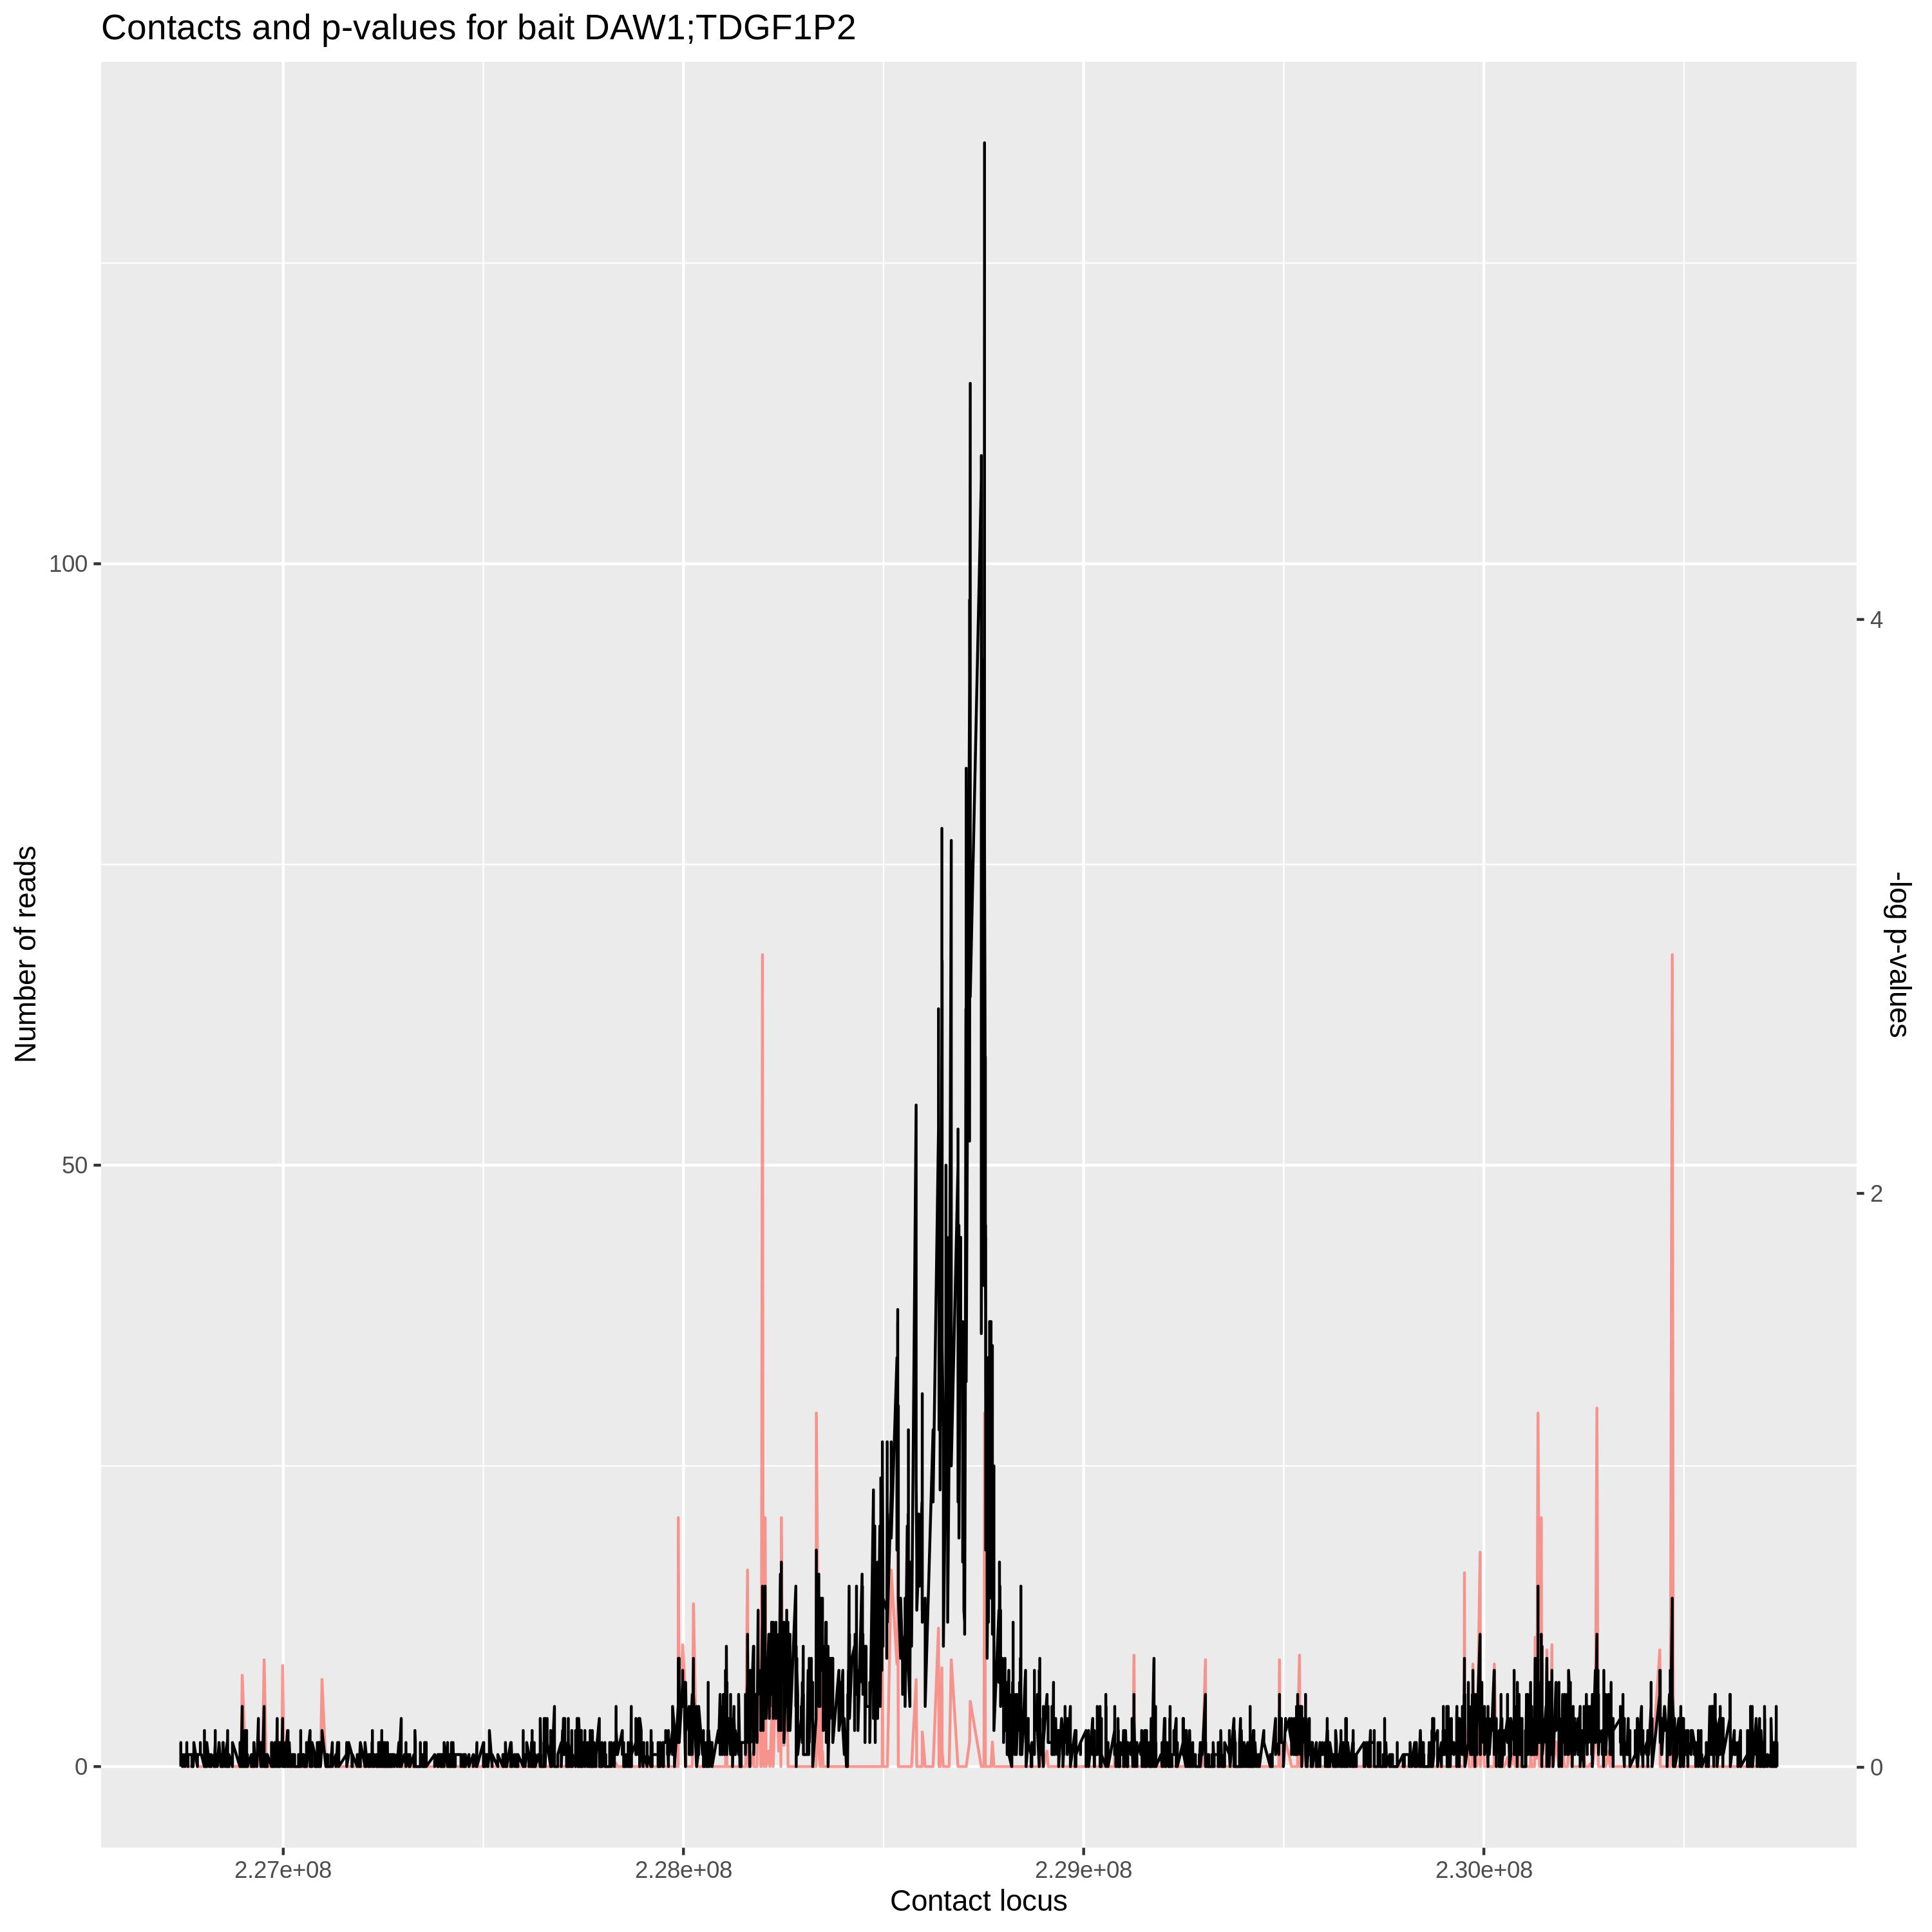 Contacts and p-values for bait DAW1;TDGF1P2
Number of reads
100
50
0
4
2
0
-log p-values
2.27e+08
2.28e+08
2.29e+08
2.30e+08
Contact locus